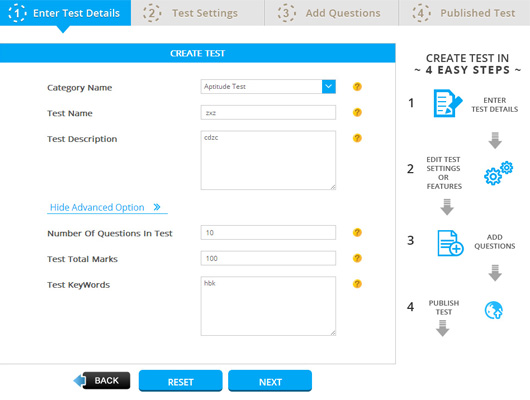 1 Enter Test Details
2 Test Settings
3 Add Questions
4 Published Test
CREATE TEST
Category Name
Aptitude Test
?
Test Name
zxz
?
Test Description
cdzc
?
Hide Advanced Option »
Number Of Questions In Test
10
?
Test Total Marks
100
?
Test KeyWords
hbk
?
BACK
RESET
NEXT
CREATE TEST IN
~ 4 EASY STEPS ~
1
ENTER
TEST DETAILS
2
EDIT TEST
SETTINGS
OR
FEATURES
3
ADD
QUESTIONS
4
PUBLISH
TEST